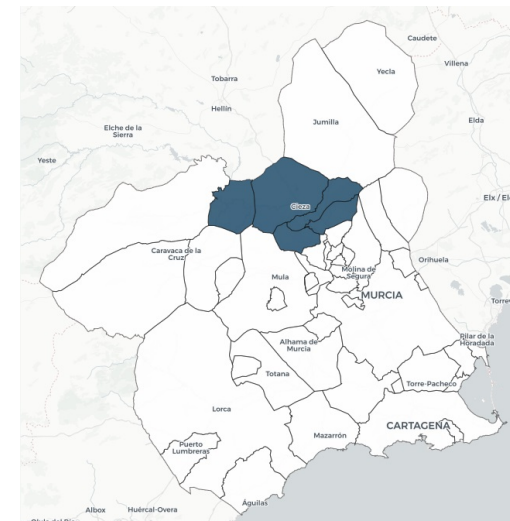 Caudete
Yecla
Villena
Tobarra
Hellín
Elda
Jumilla
Elche de la
Sierra
Yeste
Cieza
Elx / El
Caravaca de la
Cruz
Orihuela
Mula
Molina de
Segura
MURCIA
Torre
Pilar de la
Horadada
Alhama de
Murcia
Totana
Torre-Pacheco
Lorca
CARTAGENA
Mazarrón
Puerto
Lumbreras
Águilas
Albox
Huércal-Overa